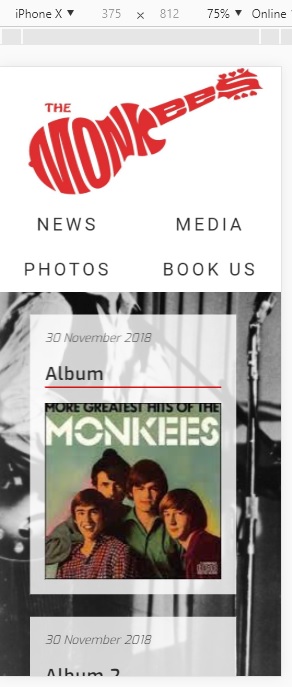 iPhone X ▼ 375 × 812 75% ▼ Online
THE
MONKEES
NEWS MEDIA
PHOTOS BOOK US
30 November 2018
Album
MORE GREATEST HITS OF THE
MONKEES
30 November 2018
Album 2